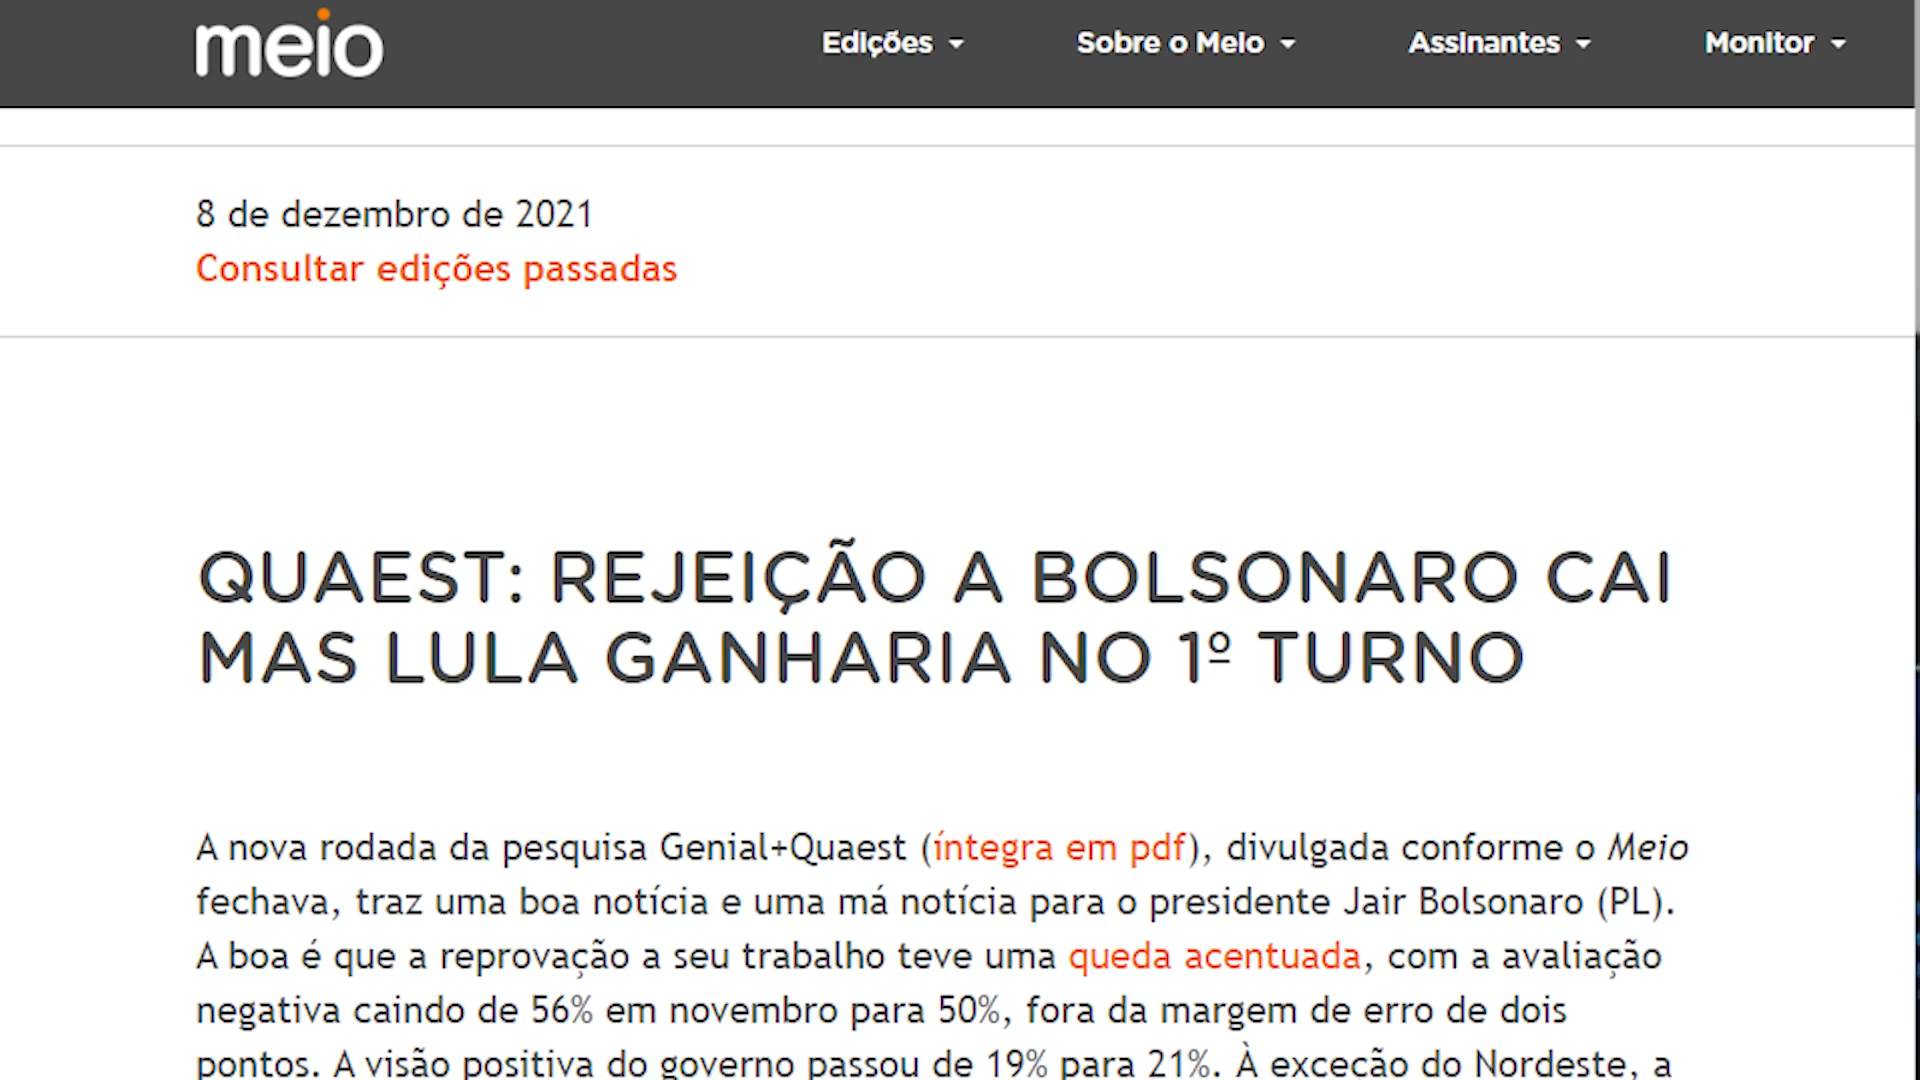 meio
Edições
Sobre o Meio
Assinantes
Monitor
8 de dezembro de 2021
Consultar edições passadas
QUAEST: REJEIÇÃO A BOLSONARO CAI
MAS LULA GANHARIA NO 1º TURNO
A nova rodada da pesquisa Genial+Quaest (íntegra em pdf), divulgada conforme o Meio
fechava, traz uma boa notícia e uma má notícia para o presidente Jair Bolsonaro (PL).
A boa é que a reprovação a seu trabalho teve uma queda acentuada, com a avaliação
negativa caindo de 56% em novembro para 50%, fora da margem de erro de dois
pontos. A visão positiva do governo passou de 19% para 21%. À exceção do Nordeste, a